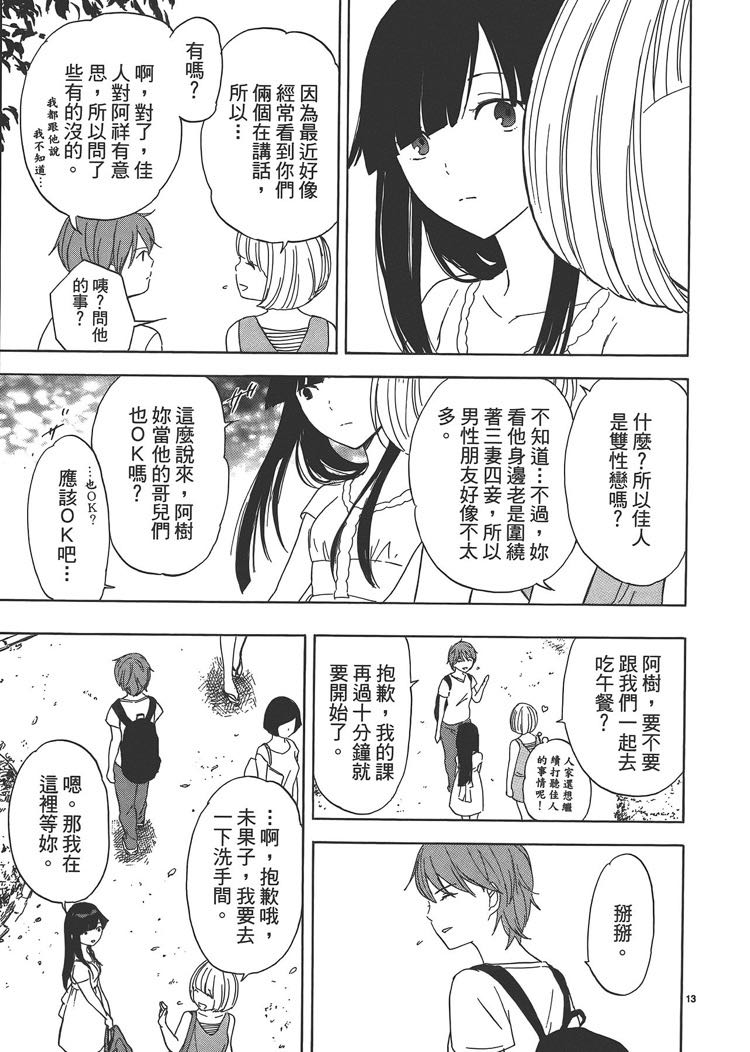 因為最近好像
經常看到你們
倆個在講話，
所以…
有嗎？
啊，對了，佳
人對阿祥有意
思，所以問了
些有的沒的。
我都跟他說
我不知道…
咦？問他
的事？
什麼？所以佳人
是雙性戀嗎？
不知道…不過，妳
看他身邊老是圍繞
著三妻四妾，所以
男性朋友好像不太
多。
這麼說來，阿樹
妳當他的哥兒們
也OK嗎？
…也OK？
應該OK吧…
阿樹，要不要
跟我們一起去
吃午餐？
人家還想繼
續打聽佳人
的事情呢！
抱歉，我的課
再過十分鐘就
要開始了。
掰掰。
…啊，抱歉哦，
未果子，我要去
一下洗手間。
嗯。那我在
這裡等妳。
13